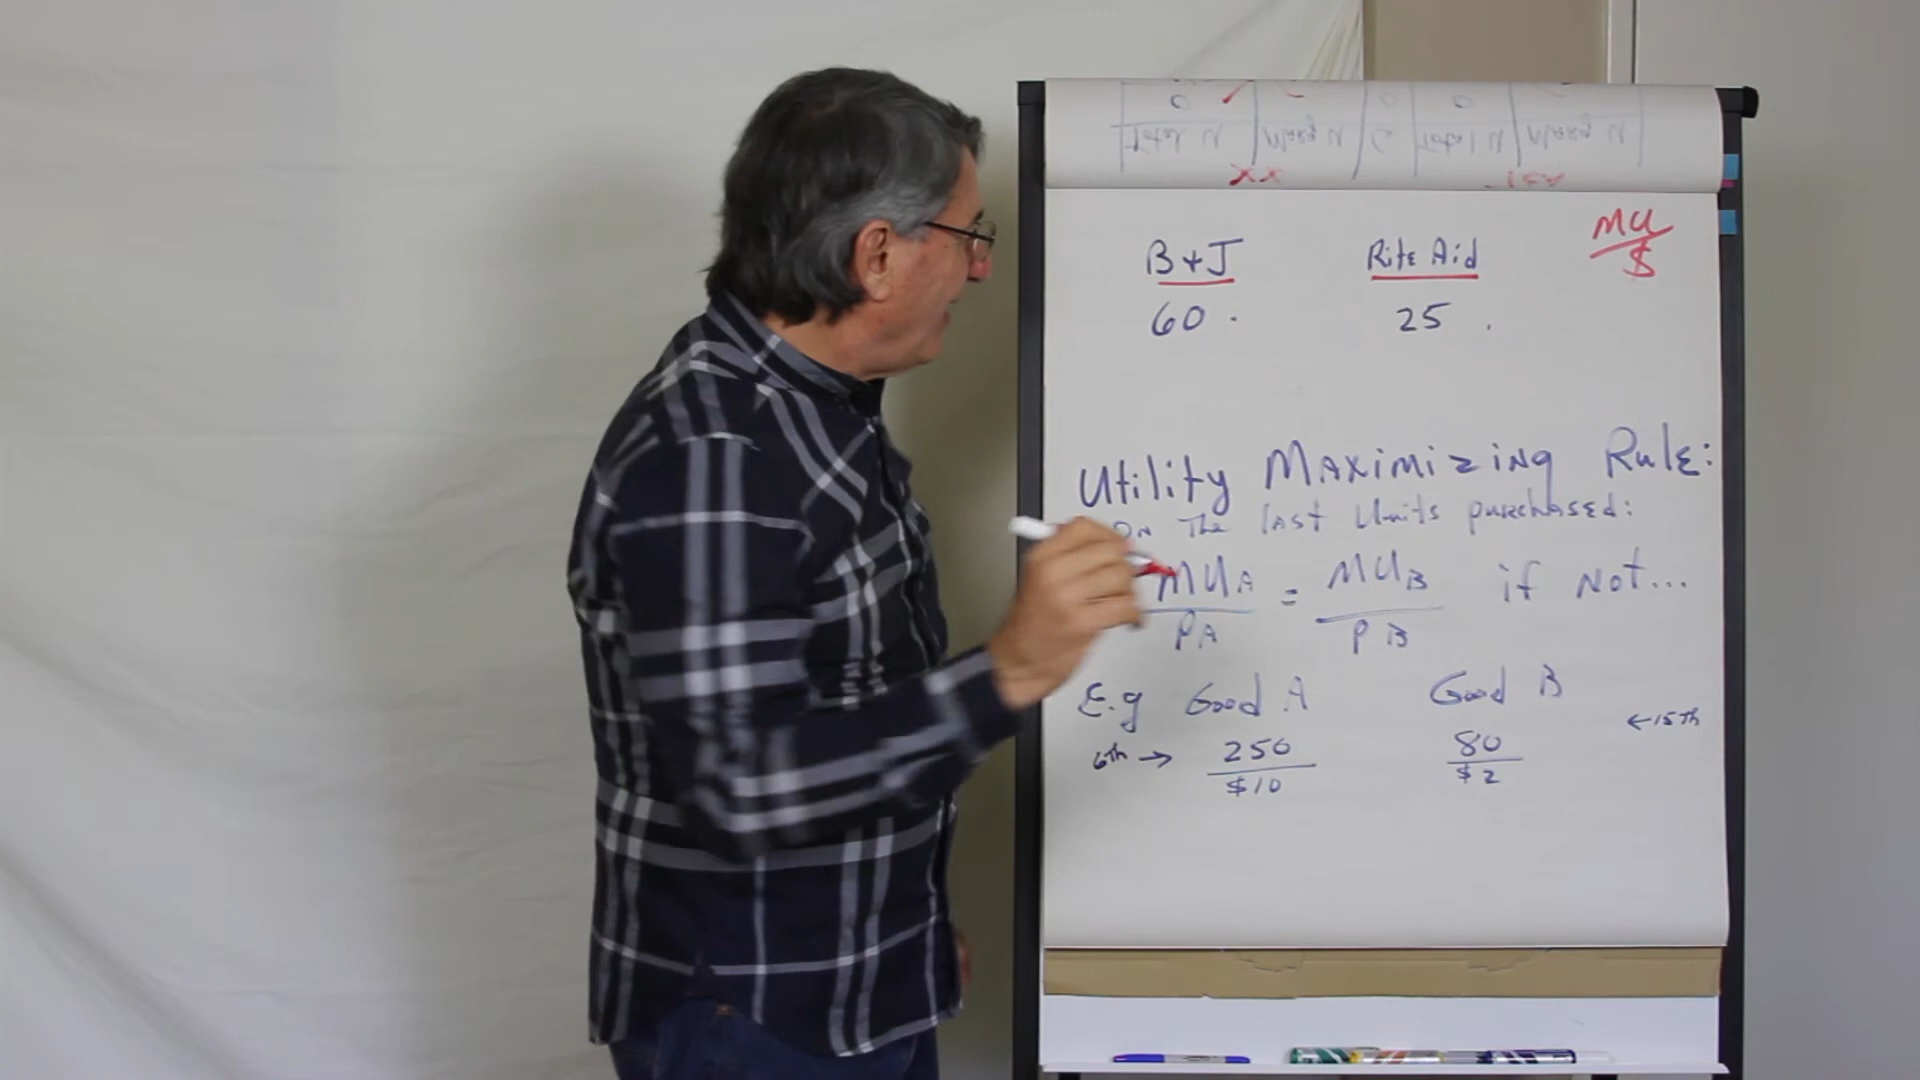 MU
$
B + J
Rite Aid
60 .
25 .
Utility Maximizing Rule:
On The last Units purchased:
MUA = MUB if Not...
PA PB
E.g Good A Good B
← 15th
6th → 250 80
$10 $2